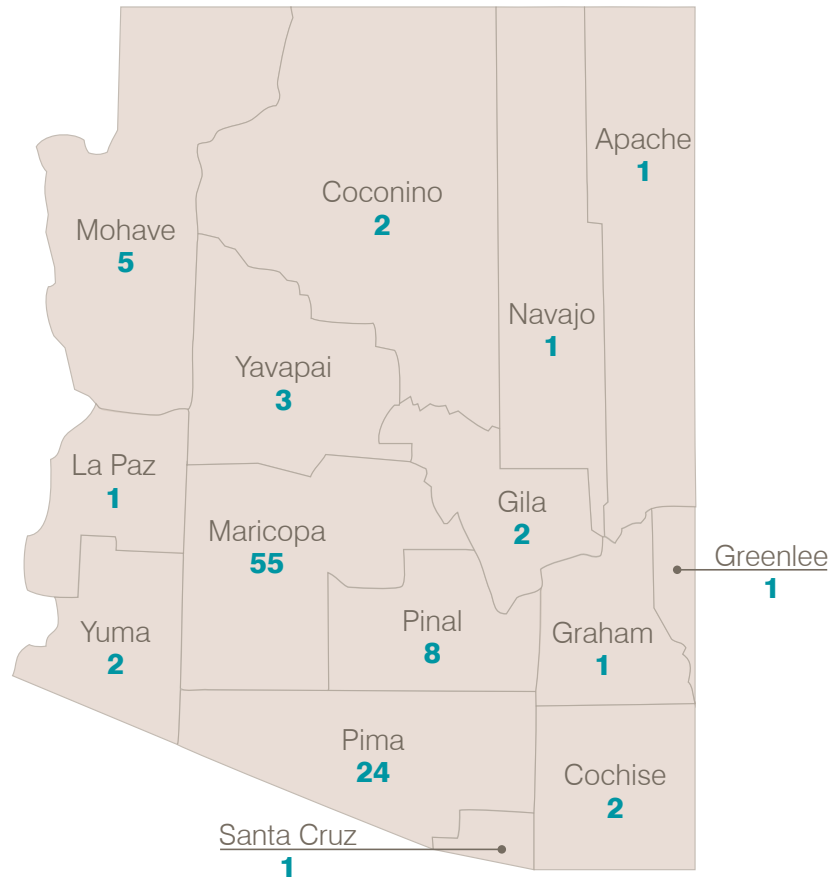 Apache
1
Coconino
2
Mohave
5
Navajo
1
Yavapai
3
La Paz
1
Gila
2
Maricopa
55
Greenlee
1
Pinal
8
Yuma
2
Graham
1
Pima
24
Cochise
2
Santa Cruz
1